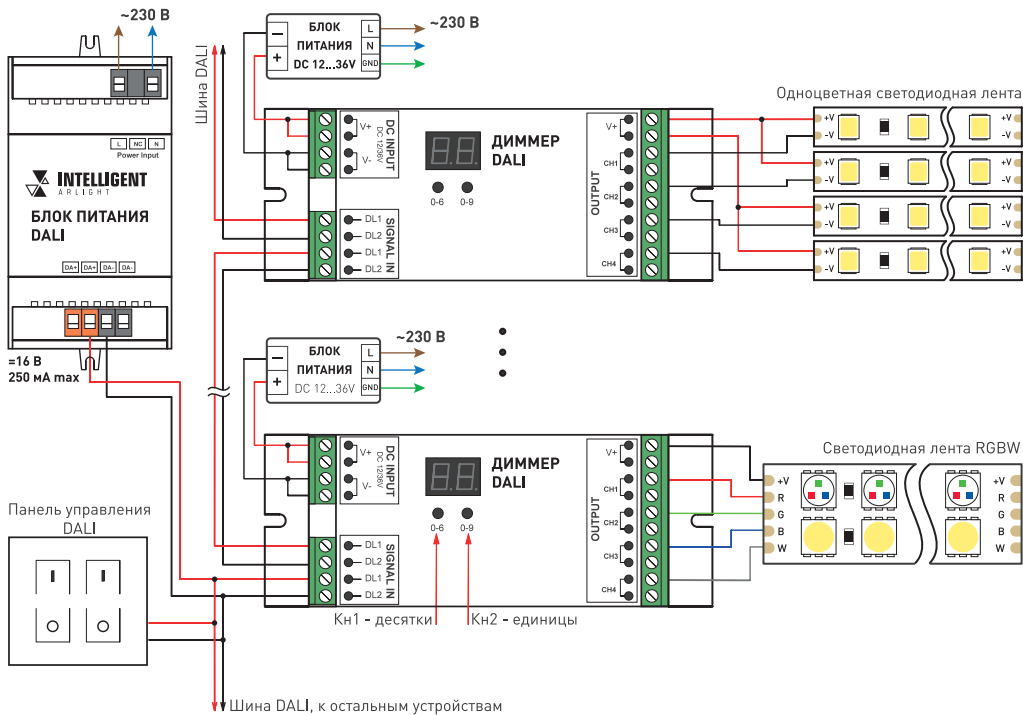 ~230 В
L NC N
Power Input
INTELLIGENT
ARLIGHT
БЛОК ПИТАНИЯ
DALI
DA+ DA+ DA- DA-
=16 В
250 мА max
Шина DALI
БЛОК
ПИТАНИЯ
DC 12...36V
L
N
GND
~230 В
−
+
V+
V-
DC INPUT
DC 12/36V
DL1
DL2
DL1
DL2
SIGNAL IN
88
0-6 0-9
ДИММЕР
DALI
OUTPUT
V+
CH1
CH2
CH3
CH4
Одноцветная светодиодная лента
+V +V
-V -V
+V +V
-V -V
+V +V
-V -V
+V +V
-V -V
БЛОК
ПИТАНИЯ
DC 12...36V
L
N
GND
~230 В
−
+
V+
V-
DC INPUT
DC 12/36V
DL1
DL2
DL1
DL2
SIGNAL IN
88
0-6 0-9
ДИММЕР
DALI
OUTPUT
V+
CH1
CH2
CH3
CH4
Светодиодная лента RGBW
+V +V
R R
G G
B B
W W
Кн1 - десятки
Кн2 - единицы
Панель управления
DALI
Шина DALI, к остальным устройствам